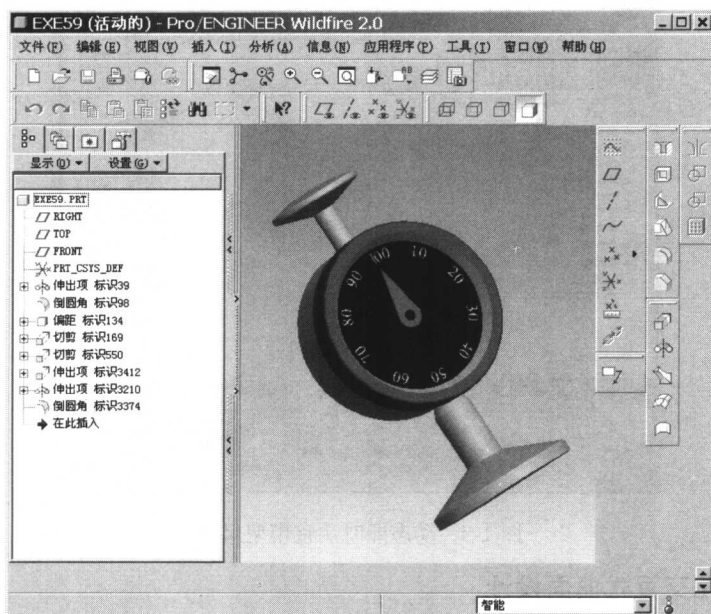 EXE59 (活动的) - Pro/ENGINEER Wildfire 2.0
文件(F) 编辑(E) 视图(V) 插入(I) 分析(A) 信息(N) 应用程序(P) 工具(T) 窗口(W) 帮助(H)
显示(O) 设置(G)
EXE59.PRT
RIGHT
TOP
FRONT
PRT_CSYS_DEF
伸出项 标识39
倒圆角 标识98
偏距 标识134
切剪 标识169
切剪 标识550
伸出项 标识3412
伸出项 标识3210
倒圆角 标识3374
在此插入
100 10 20 30 40 50 60 70 80 90
智能